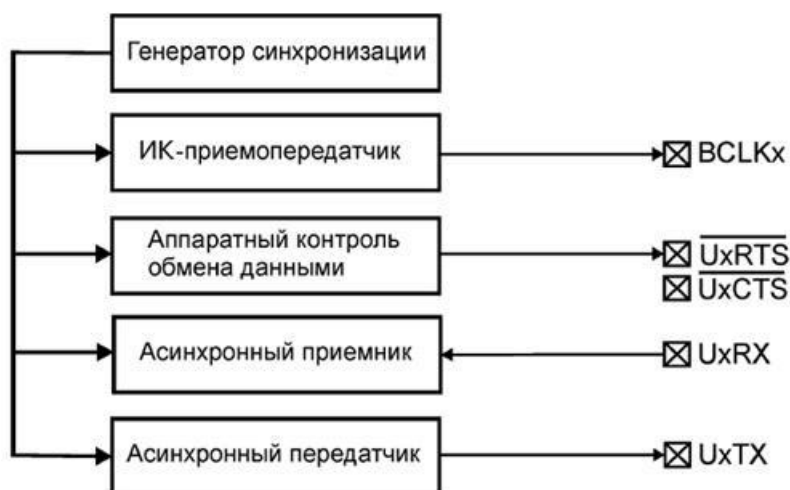 Генератор синхронизации
ИК-приемопередатчик
BCLKx
Аппаратный контроль
обмена данными
UxRTS
UxCTS
Асинхронный приемник
UxRX
Асинхронный передатчик
UxTX